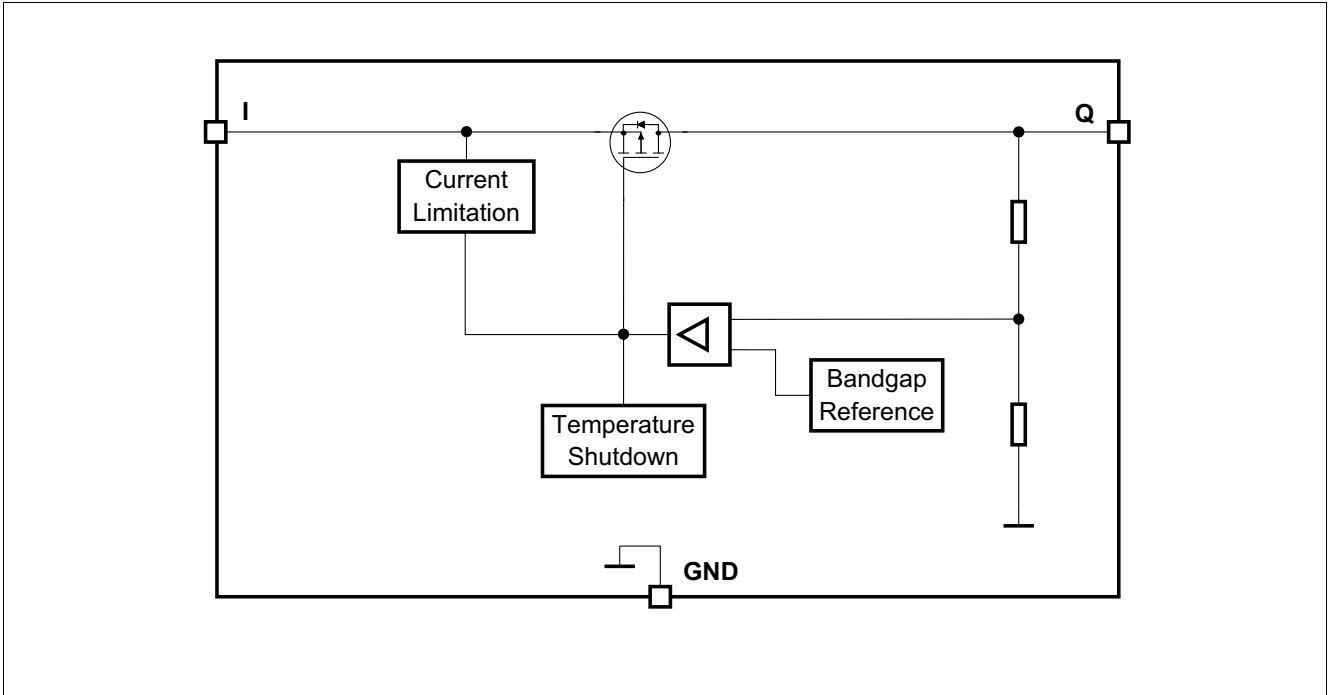 I
Q
Current
Limitation
Bandgap
Reference
Temperature
Shutdown
GND